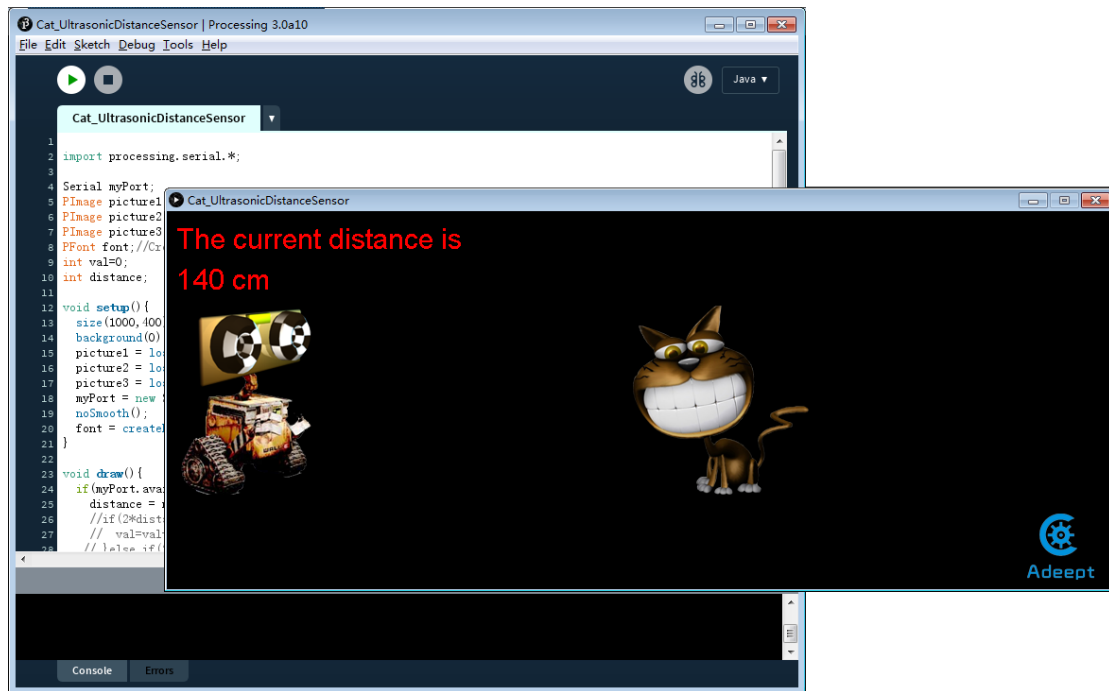 Cat_UltrasonicDistanceSensor | Processing 3.0a10
File Edit Sketch Debug Tools Help
Java ▼
Cat_UltrasonicDistanceSensor ▼
1
2 import processing.serial.*;
3
4 Serial myPort;
5 PImage picture1
6 PImage picture2
7 PImage picture3
8 PFont font;//Cr
9 int val=0;
10 int distance;
11
12 void setup(){
13 size(1000,400)
14 background(0)
15 picture1 = lo
16 picture2 = lo
17 picture3 = lo
18 myPort = new
19 noSmooth();
20 font = create
21 }
22
23 void draw(){
24 if(myPort.ava
25 distance =
26 //if(2*dist
27 // val=val
28 // }else if(
Cat_UltrasonicDistanceSensor
The current distance is
140 cm
WALL
Adeept
Console Errors